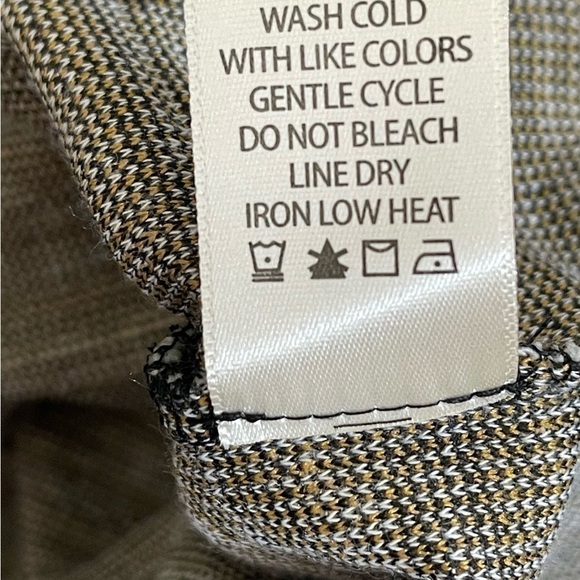 WASH COLD
WITH LIKE COLORS
GENTLE CYCLE
DO NOT BLEACH
LINE DRY
IRON LOW HEAT